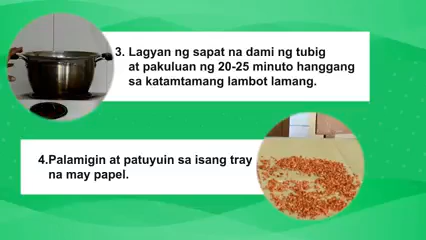 3. Lagyan ng sapat na dami ng tubig
at pakuluan ng 20-25 minuto hanggang
sa katamtamang lambot lamang.
4.Palamigin at patuyuin sa isang tray
na may papel.